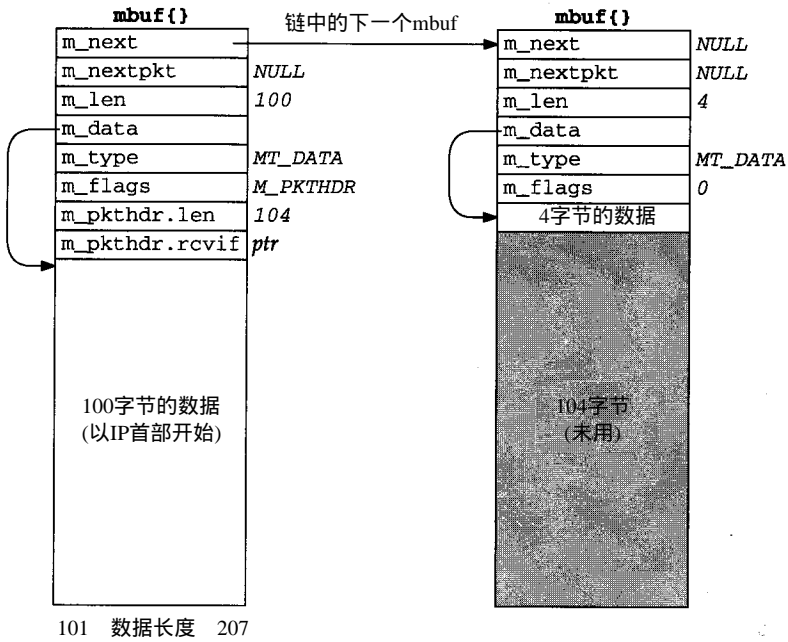 mbuf{}
m_next
m_nextpkt NULL
m_len 100
m_data
m_type MT_DATA
m_flags M_PKTHDR
m_pkthdr.len 104
m_pkthdr.rcvif ptr
100字节的数据
(以IP首部开始)
101 数据长度 207
链中的下一个mbuf
mbuf{}
m_next NULL
m_nextpkt NULL
m_len 4
m_data
m_type MT_DATA
m_flags 0
4字节的数据
104字节
(未用)